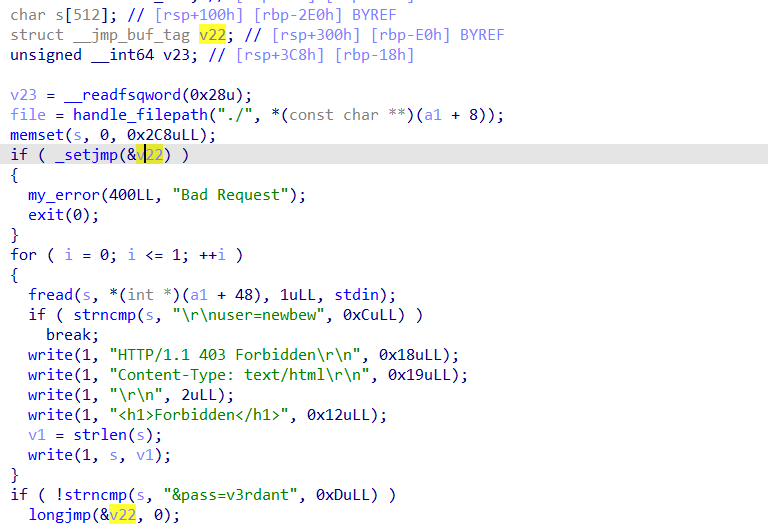 char s[512]; // [rsp+100h] [rbp-2E0h] BYREF
struct __jmp_buf_tag v22; // [rsp+300h] [rbp-E0h] BYREF
unsigned __int64 v23; // [rsp+3C8h] [rbp-18h]
v23 = __readfsqword(0x28u);
file = handle_filepath("./", *(const char **)(a1 + 8));
memset(s, 0, 0x2C8uLL);
if ( _setjmp(&v22) )
{
my_error(400LL, "Bad Request");
exit(0);
}
for ( i = 0; i <= 1; ++i )
{
fread(s, *(int *)(a1 + 48), 1uLL, stdin);
if ( strncmp(s, "\r\nuser=newbew", 0xCuLL) )
break;
write(1, "HTTP/1.1 403 Forbidden\r\n", 0x18uLL);
write(1, "Content-Type: text/html\r\n", 0x19uLL);
write(1, "\r\n", 2uLL);
write(1, "<h1>Forbidden</h1>", 0x12uLL);
v1 = strlen(s);
write(1, s, v1);
}
if ( !strncmp(s, "&pass=v3rdant", 0xDuLL) )
longjmp(&v22, 0);